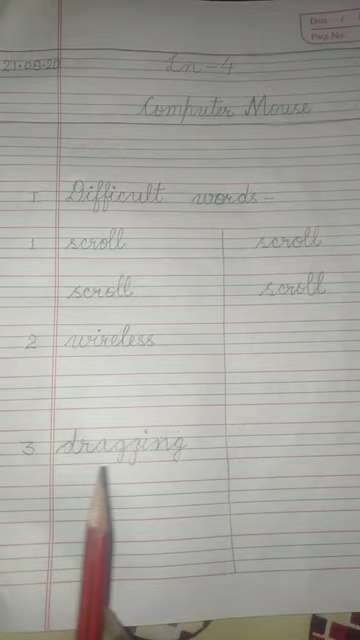 Date /
Page No.
21-09-20
Ln - 4
Computer Mouse
I Difficult words -
1 scroll scroll
scroll scroll
2 wireless
3 dragging